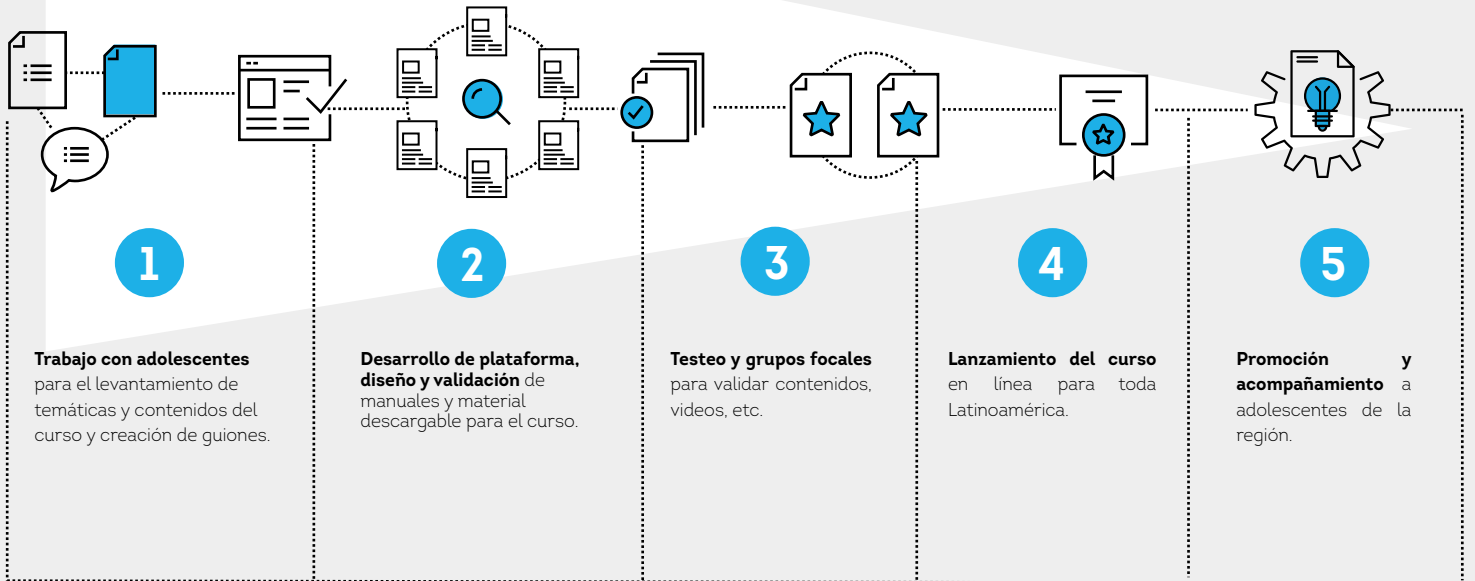 1
Trabajo con adolescentes
para el levantamiento de
temáticas y contenidos del
curso y creación de guiones.
2
Desarrollo de plataforma,
diseño y validación de
manuales y material
descargable para el curso.
3
Testeo y grupos focales
para validar contenidos,
videos, etc.
4
Lanzamiento del curso
en línea para toda
Latinoamérica.
5
Promoción y
acompañamiento a
adolescentes de la
región.